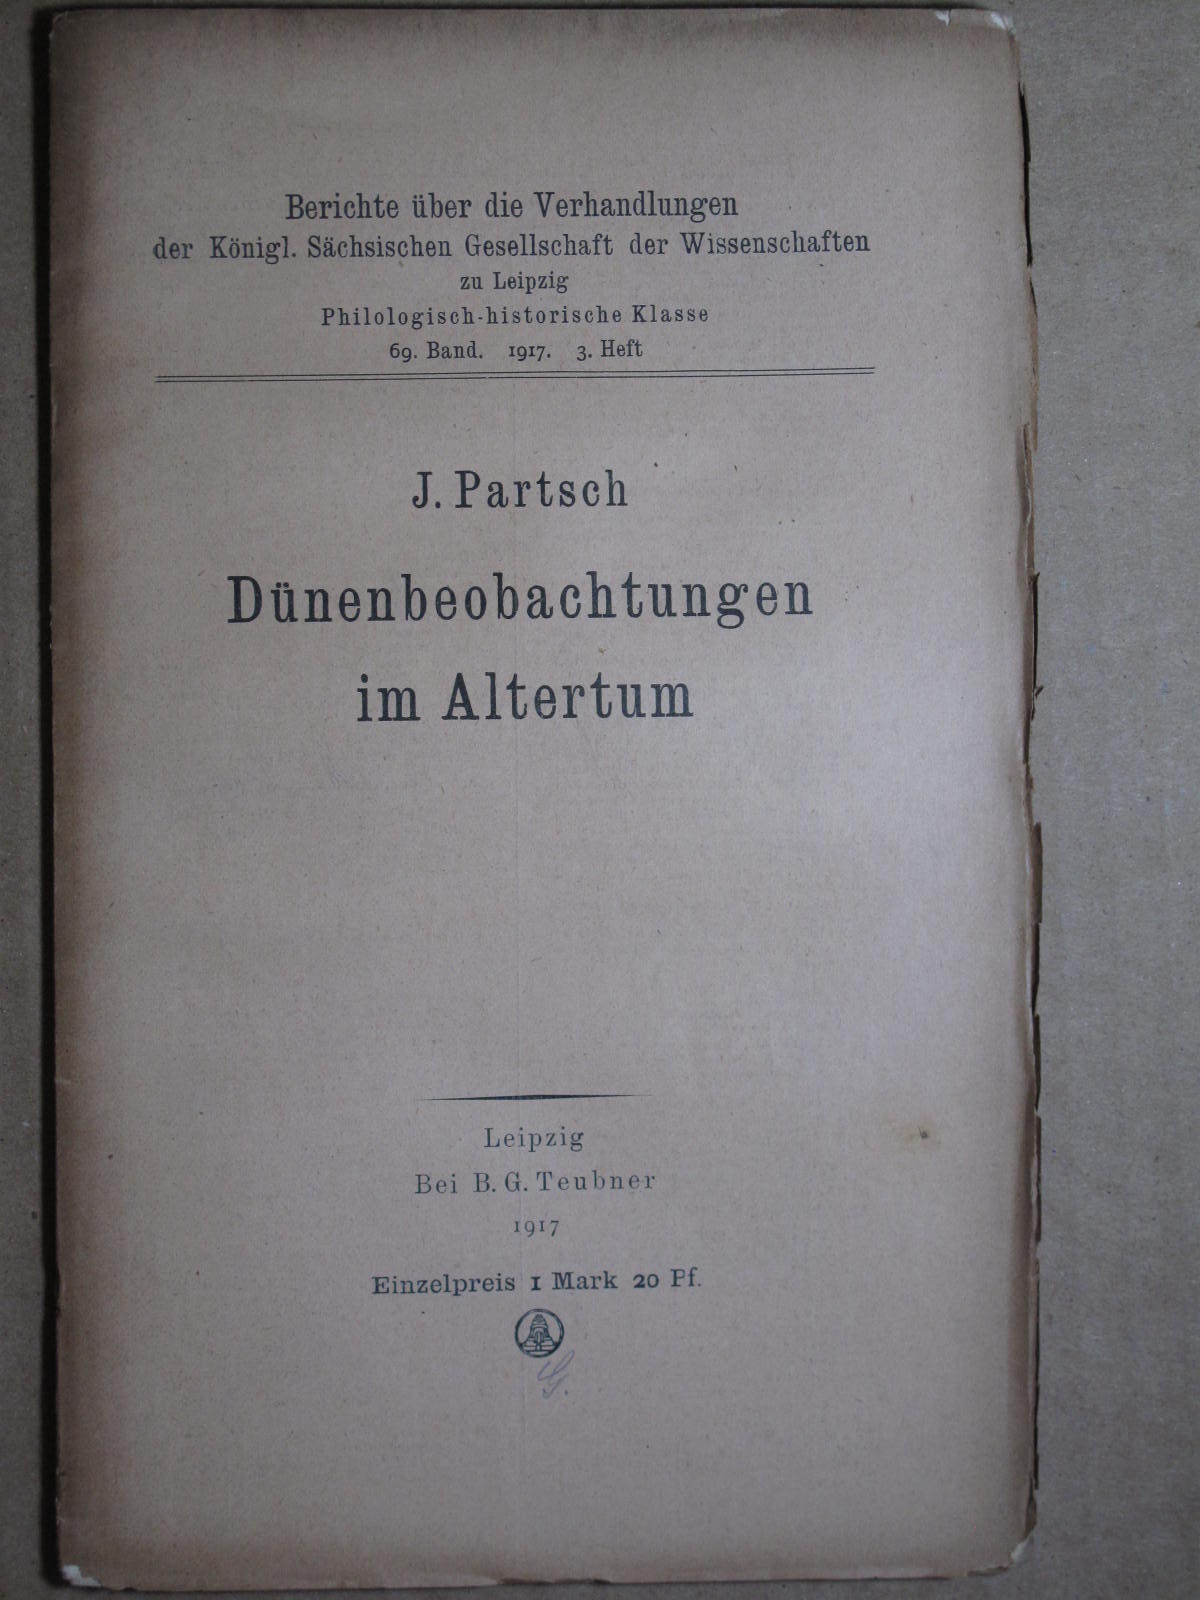 Berichte über die Verhandlungen
der Königl. Sächsischen Gesellschaft der Wissenschaften
zu Leipzig
Philologisch-historische Klasse
69. Band. 1917. 3. Heft
J. Partsch
Dünenbeobachtungen
im Altertum
Leipzig
Bei B. G. Teubner
1917
Einzelpreis 1 Mark 20 Pf.